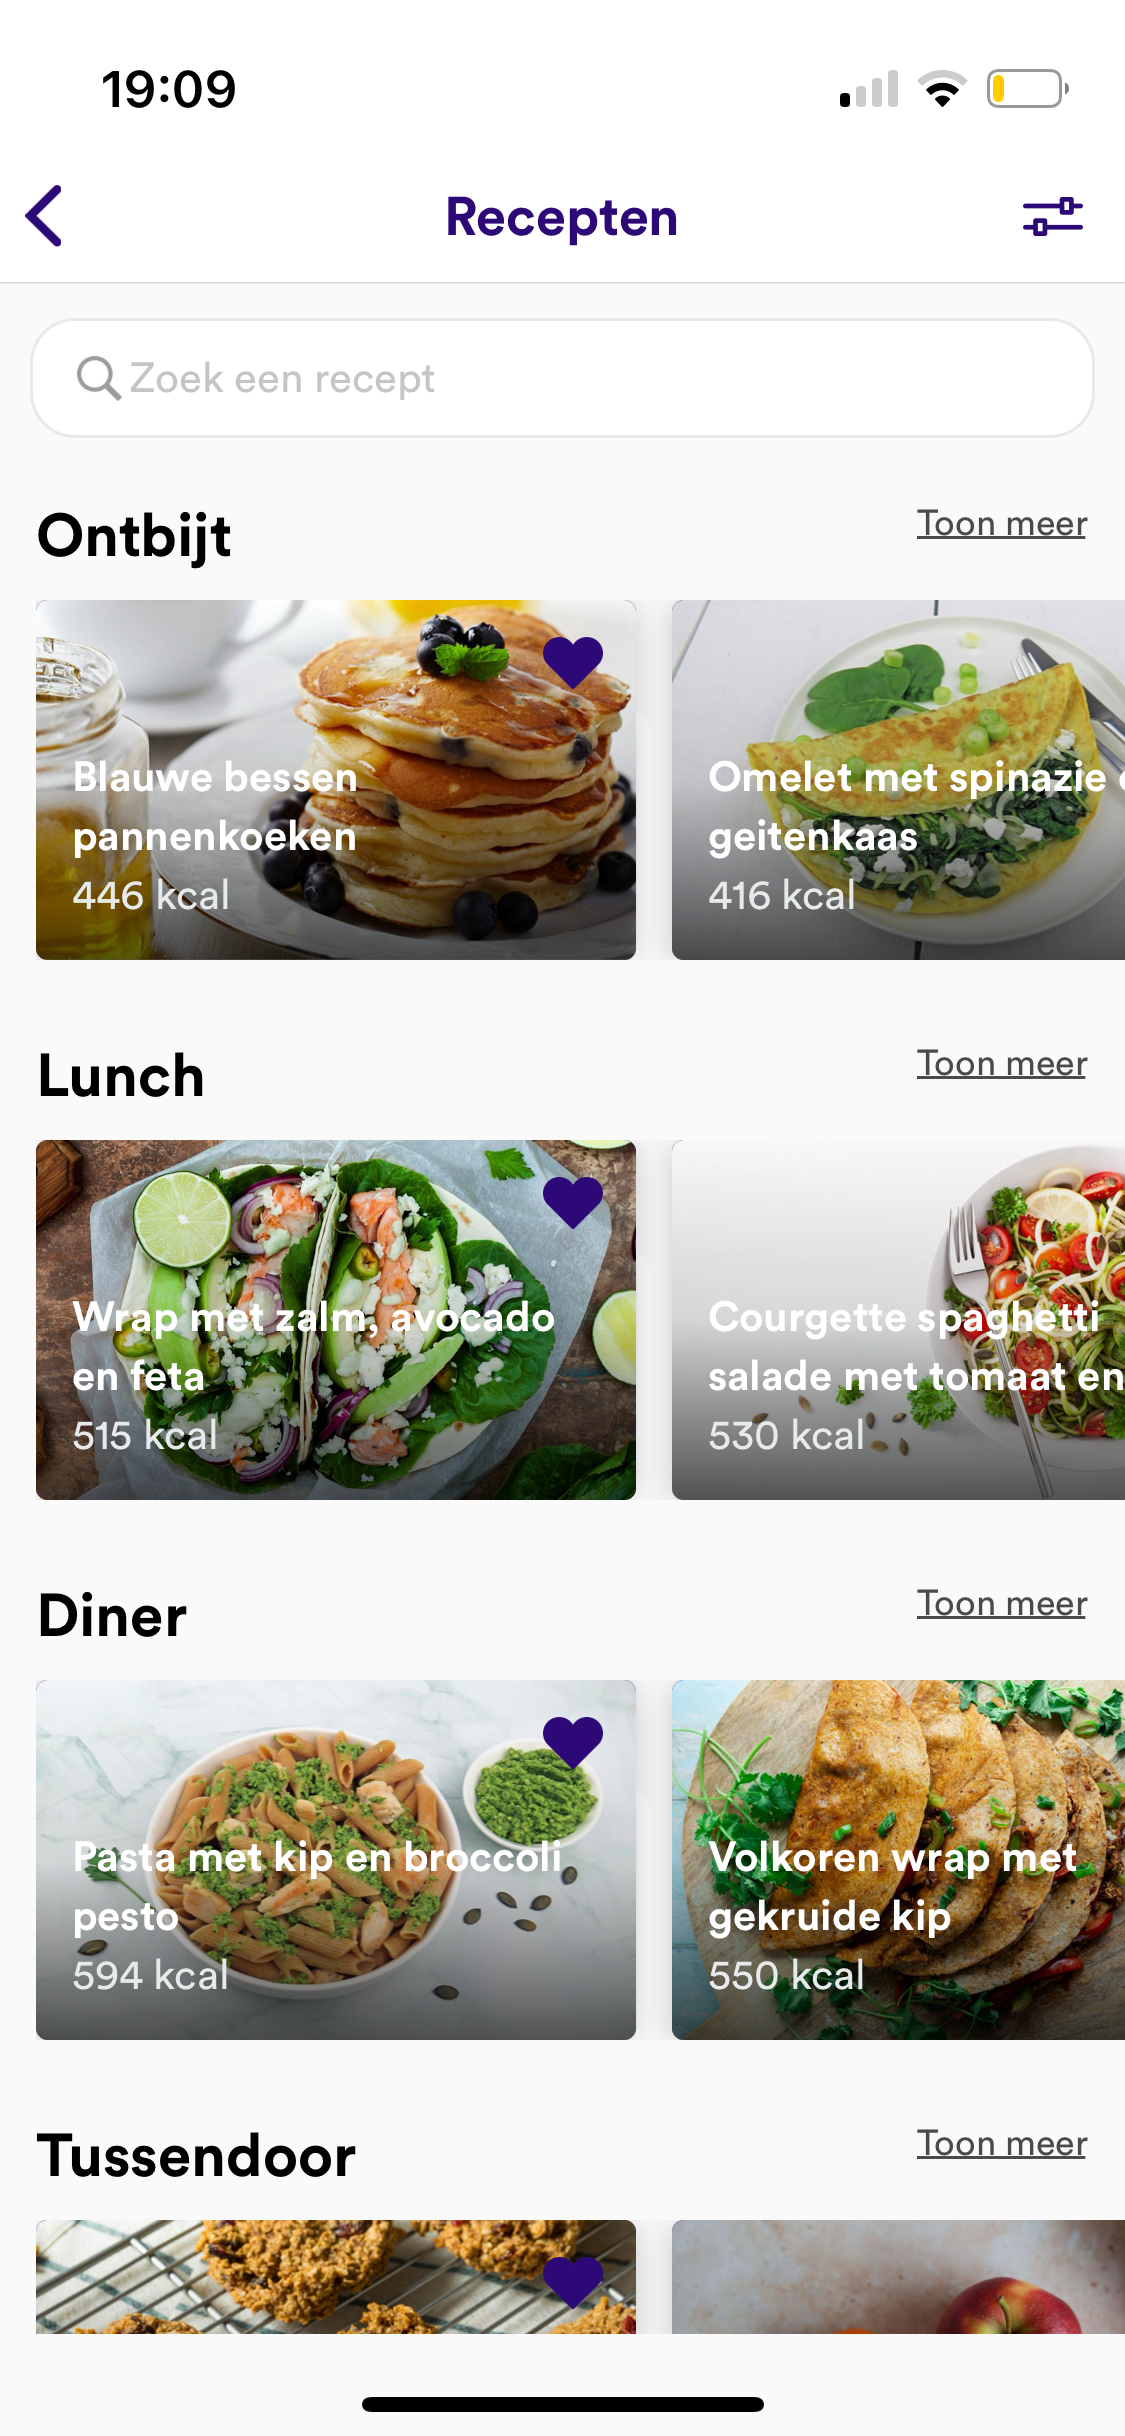 19:09
Recepten
Zoek een recept
Ontbijt
Toon meer
Blauwe bessen
pannenkoeken
446 kcal
Omelet met spinazie
geitenkaas
416 kcal
Lunch
Toon meer
Wrap met zalm, avocado
en feta
515 kcal
Courgette spaghetti
salade met tomaat en
530 kcal
Diner
Toon meer
Pasta met kip en broccoli
pesto
594 kcal
Volkoren wrap met
gekruide kip
550 kcal
Tussendoor
Toon meer